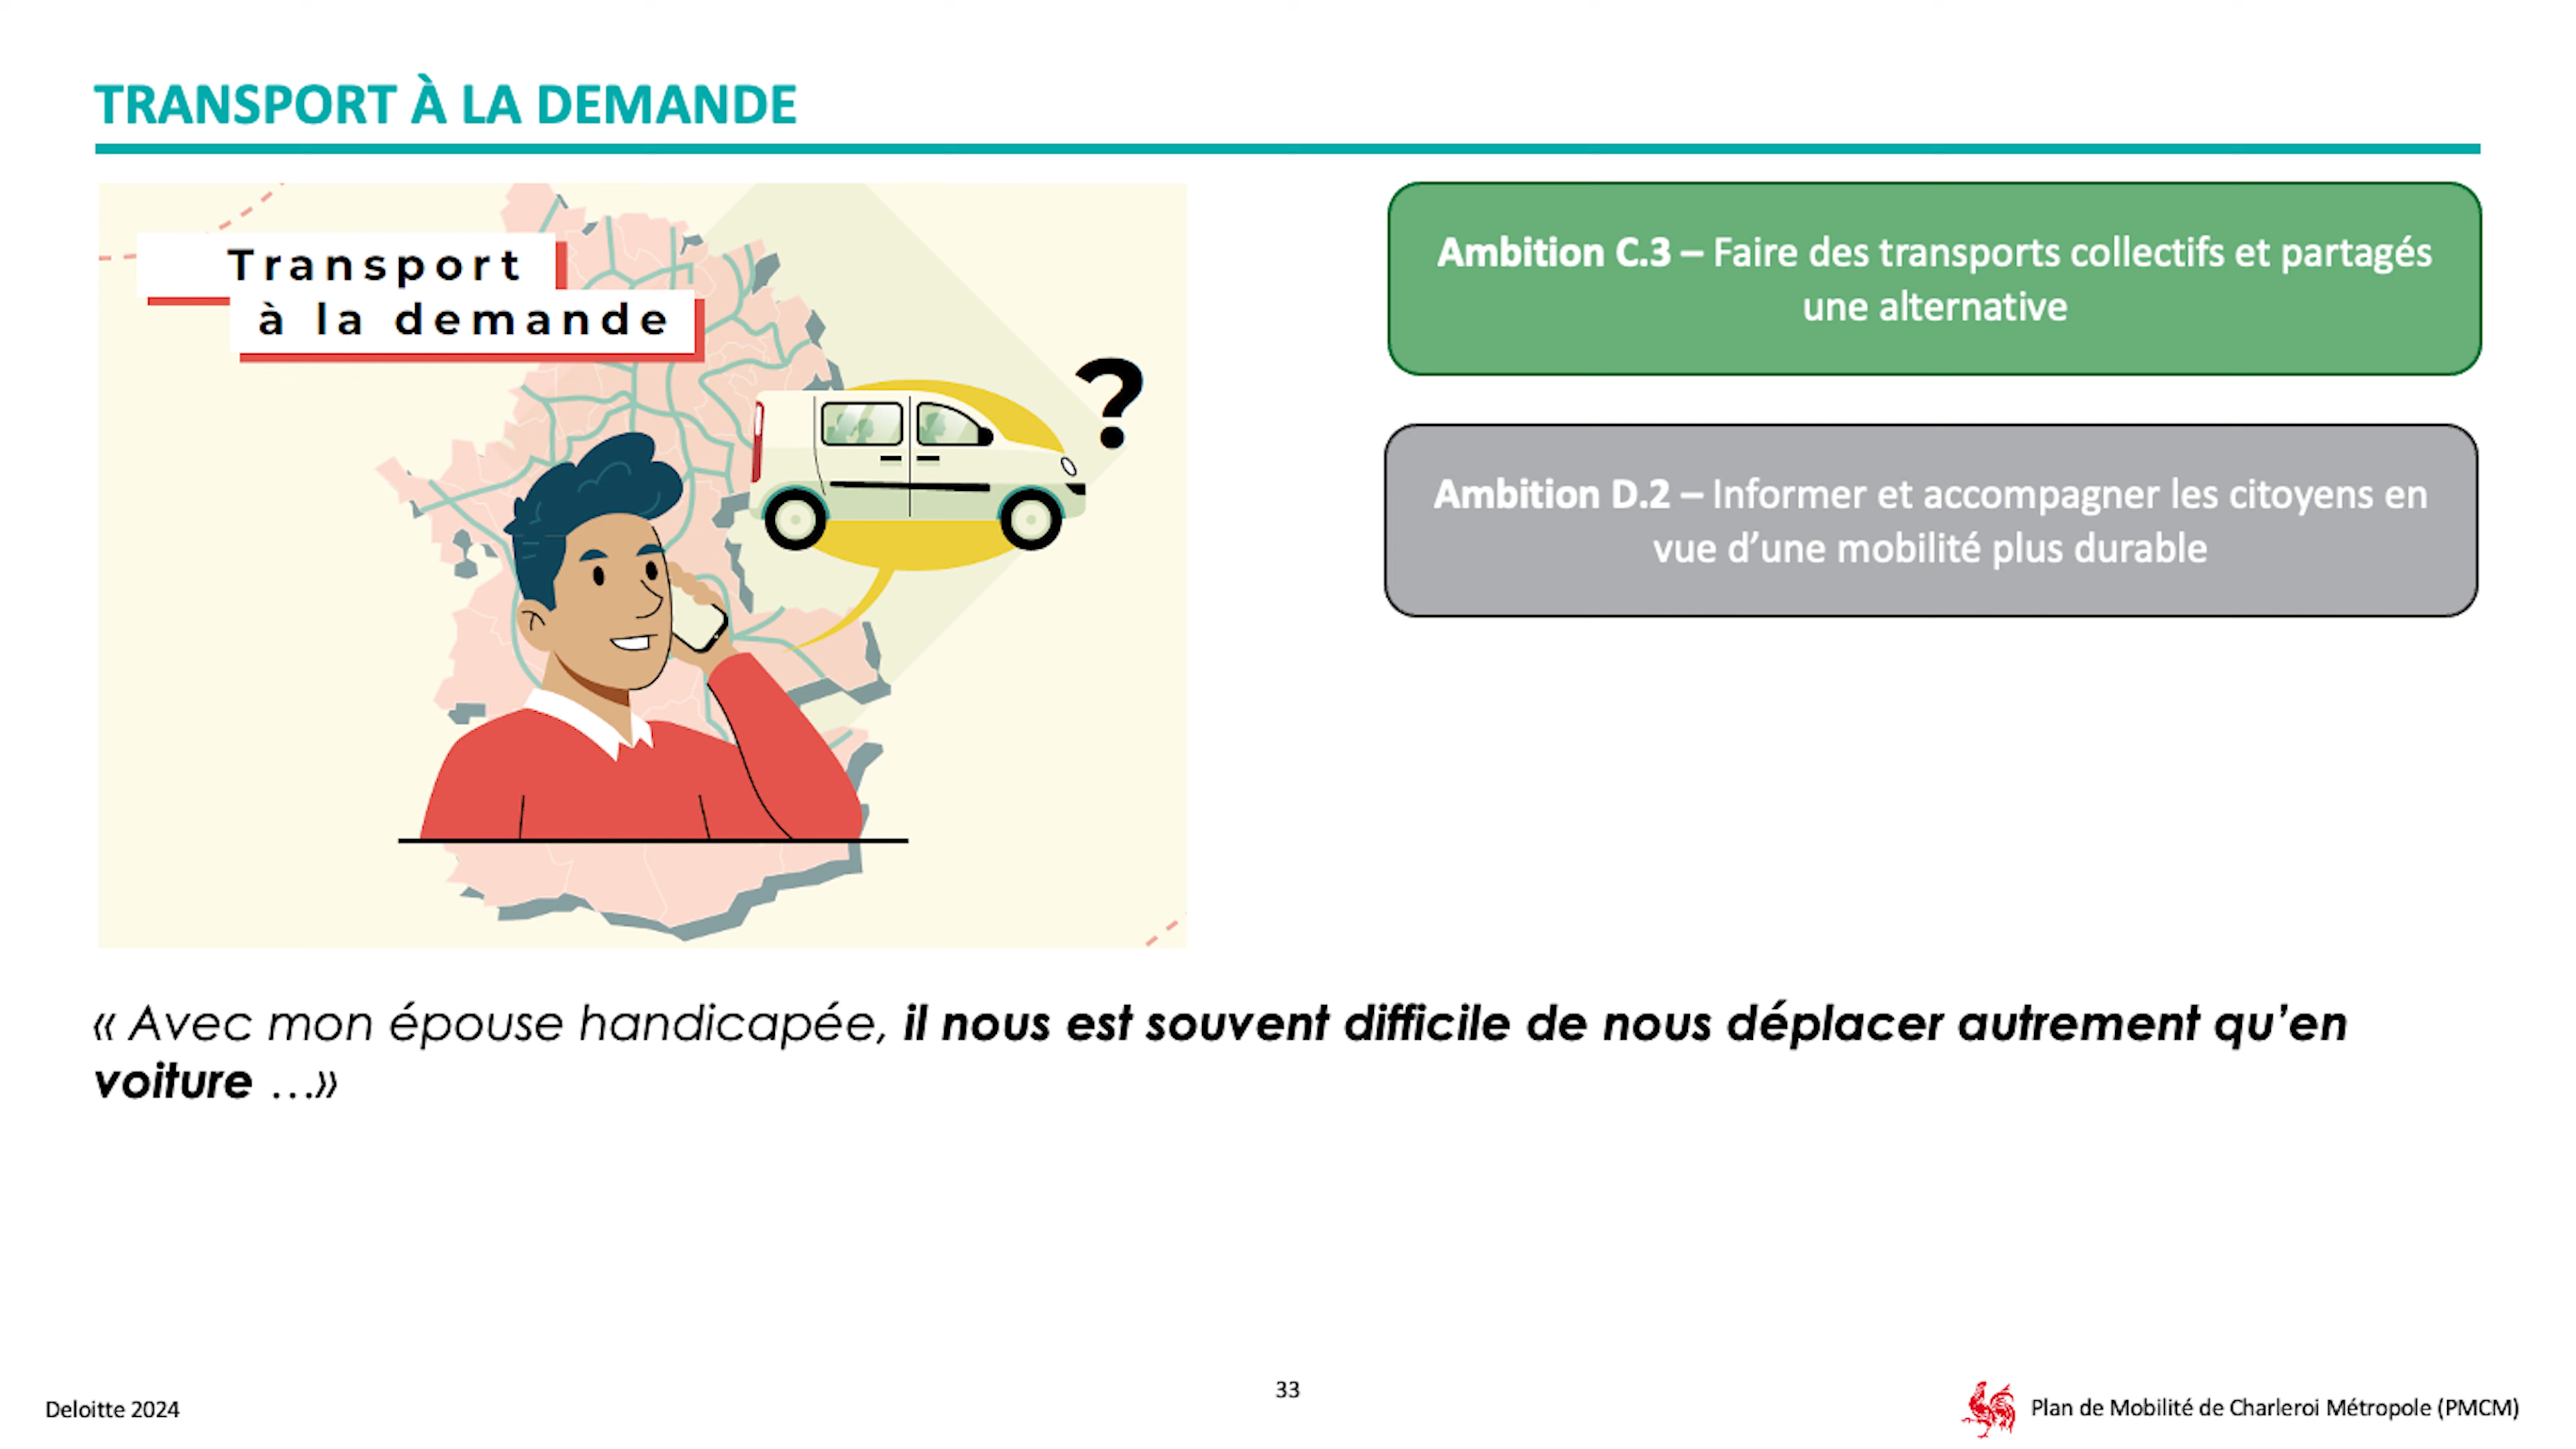 TRANSPORT À LA DEMANDE
Transport
à la demande
?
Ambition C.3 – Faire des transports collectifs et partagés
une alternative
Ambition D.2 – Informer et accompagner les citoyens en
vue d’une mobilité plus durable
« Avec mon épouse handicapée, il nous est souvent difficile de nous déplacer autrement qu’en
voiture …»
Deloitte 2024
33
Plan de Mobilité de Charleroi Métropole (PMCM)